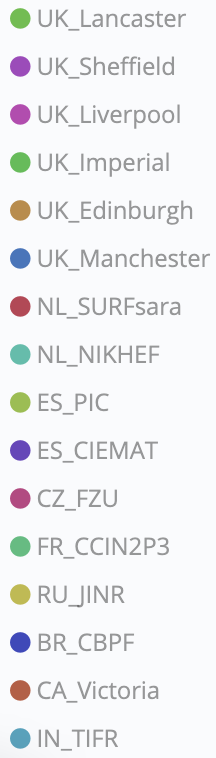 UK_Lancaster
UK_Sheffield
UK_Liverpool
UK_Imperial
UK_Edinburgh
UK_Manchester
NL_SURFsara
NL_NIKHEF
ES_PIC
ES_CIEMAT
CZ_FZU
FR_CCIN2P3
RU_JINR
BR_CBPF
CA_Victoria
IN_TIFR